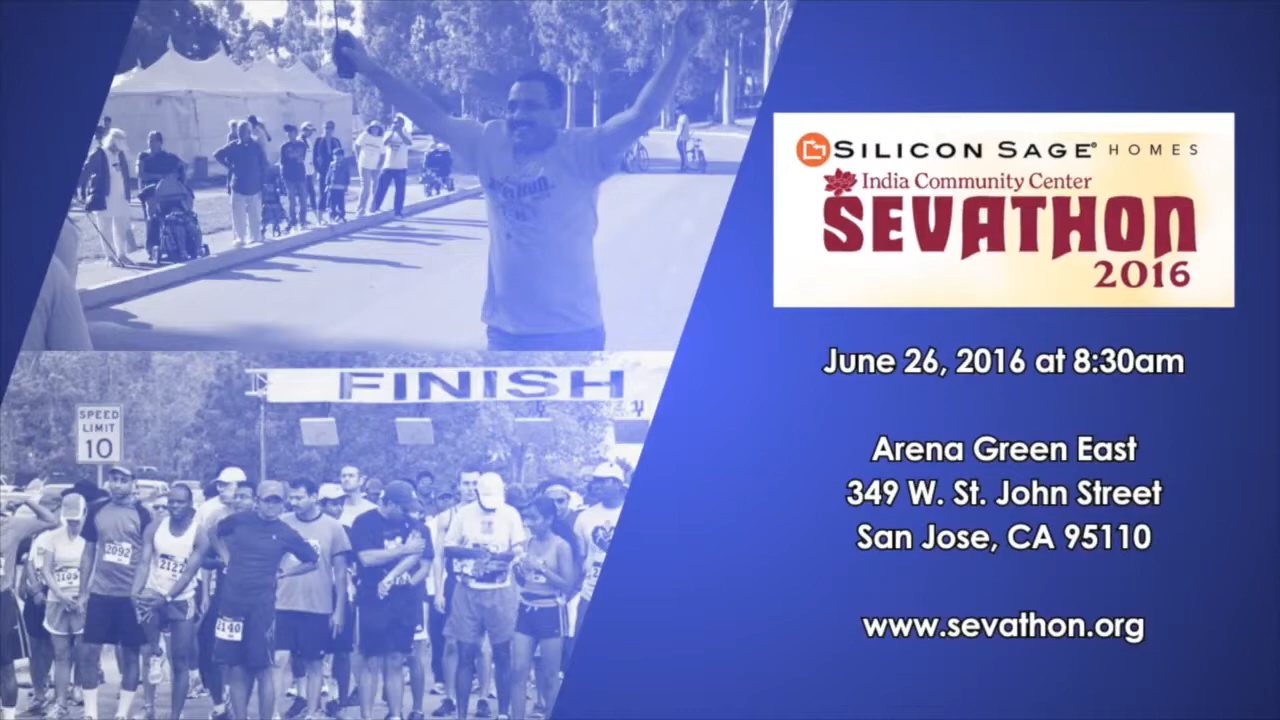 SILICON SAGE® HOMES
India Community Center
SEVATHON
2016
June 26, 2016 at 8:30am
Arena Green East
349 W. St. John Street
San Jose, CA 95110
www.sevathon.org
FINISH
SPEED
LIMIT
10
2092
2122
2140